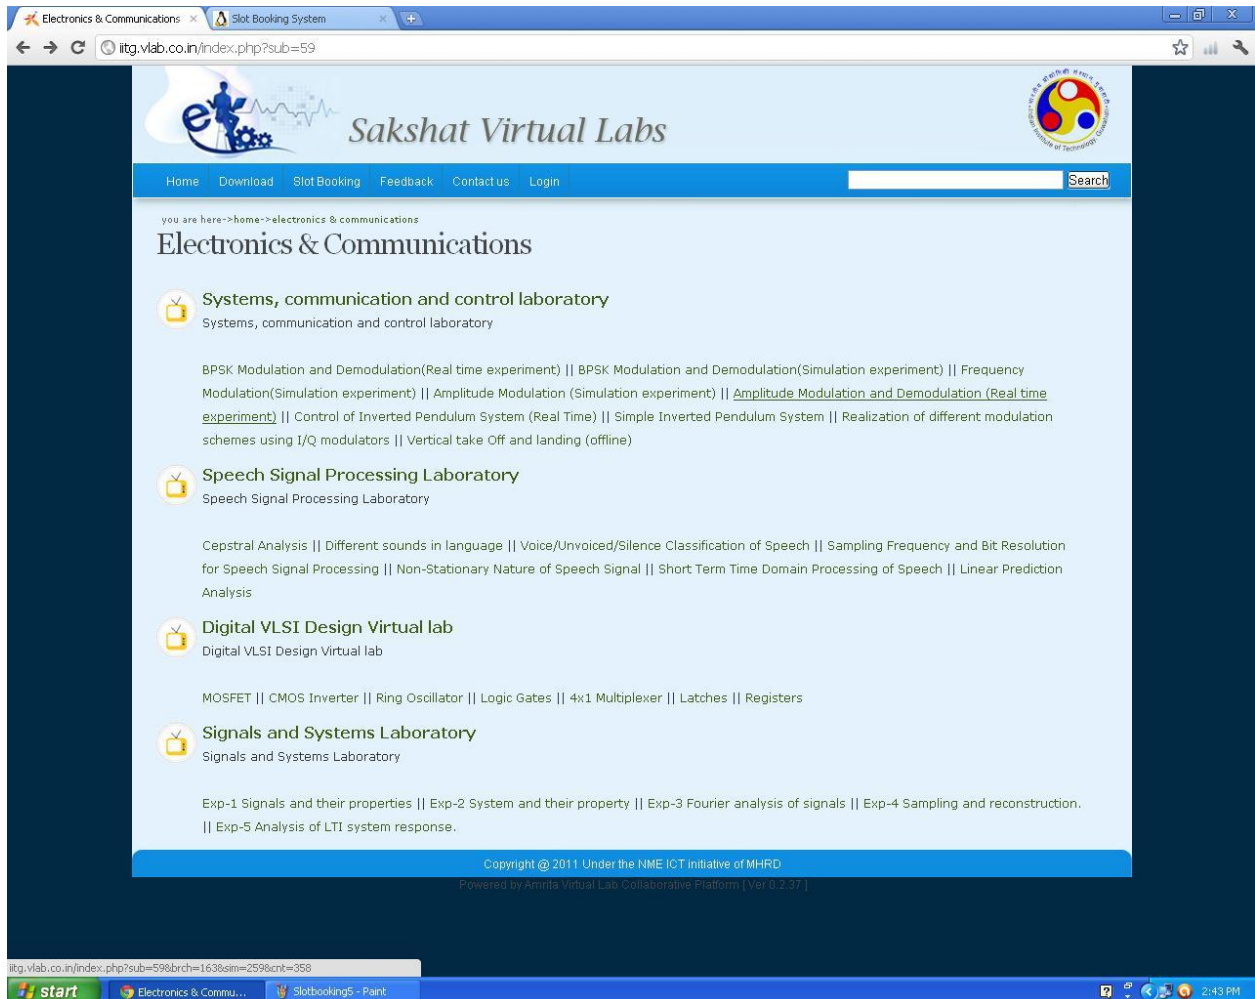 Electronics & Communications
Slot Booking System
iitg.vlab.co.in/index.php?sub=59
Sakshat Virtual Labs
Home Download Slot Booking Feedback Contact us Login Search
you are here->home->electronics & communications
Electronics & Communications
Systems, communication and control laboratory
Systems, communication and control laboratory
BPSK Modulation and Demodulation(Real time experiment) || BPSK Modulation and Demodulation(Simulation experiment) || Frequency
Modulation(Simulation experiment) || Amplitude Modulation (Simulation experiment) || Amplitude Modulation and Demodulation (Real time
experiment) || Control of Inverted Pendulum System (Real Time) || Simple Inverted Pendulum System || Realization of different modulation
schemes using I/Q modulators || Vertical take Off and landing (offline)
Speech Signal Processing Laboratory
Speech Signal Processing Laboratory
Cepstral Analysis || Different sounds in language || Voice/Unvoiced/Silence Classification of Speech || Sampling Frequency and Bit Resolution
for Speech Signal Processing || Non-Stationary Nature of Speech Signal || Short Term Time Domain Processing of Speech || Linear Prediction
Analysis
Digital VLSI Design Virtual lab
Digital VLSI Design Virtual lab
MOSFET || CMOS Inverter || Ring Oscillator || Logic Gates || 4x1 Multiplexer || Latches || Registers
Signals and Systems Laboratory
Signals and Systems Laboratory
Exp-1 Signals and their properties || Exp-2 System and their property || Exp-3 Fourier analysis of signals || Exp-4 Sampling and reconstruction.
|| Exp-5 Analysis of LTI system response.
Copyright @ 2011 Under the NME ICT initiative of MHRD
Powered by Amrita Virtual Lab Collaborative Platform [ Ver 0.2.37 ]
iitg.vlab.co.in/index.php?sub=59&brch=163&sim=259&cnt=358
start Electronics & Commu... Slotbooking5 - Paint 2:43 PM